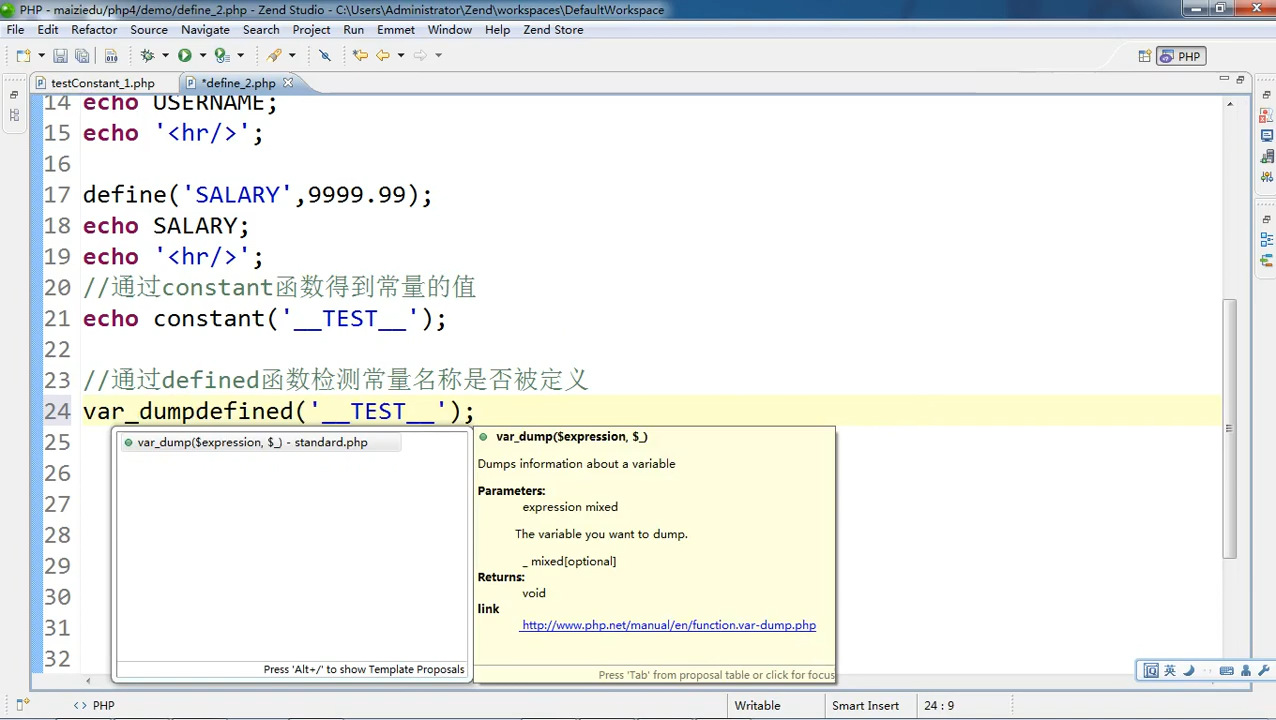 PHP - maiziedu/php4/demo/define_2.php - Zend Studio - C:\Users\Administrator\Zend\workspaces\DefaultWorkspace
File Edit Refactor Source Navigate Search Project Run Emmet Window Help Zend Store
PHP
testConstant_1.php *define_2.php
14 echo USERNAME;
15 echo '<hr/>';
16
17 define('SALARY',9999.99);
18 echo SALARY;
19 echo '<hr/>';
20 //通过constant函数得到常量的值
21 echo constant('__TEST__');
22
23 //通过defined函数检测常量名称是否被定义
24 var_dumpdefined('__TEST__');
25
26
27
28
29
30
31
32
var_dump($expression, $_) - standard.php
Press 'Alt+/' to show Template Proposals
var_dump($expression, $_)
Dumps information about a variable
Parameters:
expression mixed
The variable you want to dump.
_ mixed[optional]
Returns:
void
link
http://www.php.net/manual/en/function.var-dump.php
Press 'Tab' from proposal table or click for focus
英
<> PHP Writable Smart Insert 24 : 9